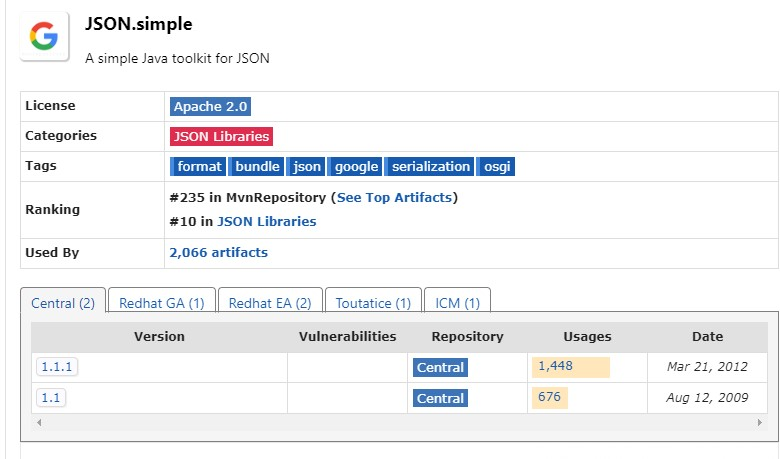 JSON.simple
A simple Java toolkit for JSON
License Apache 2.0
Categories JSON Libraries
Tags format bundle json google serialization osgi
Ranking #235 in MvnRepository (See Top Artifacts)
#10 in JSON Libraries
Used By 2,066 artifacts
Central (2) Redhat GA (1) Redhat EA (2) Toutatice (1) ICM (1)
Version Vulnerabilities Repository Usages Date
1.1.1 Central 1,448 Mar 21, 2012
1.1 Central 676 Aug 12, 2009